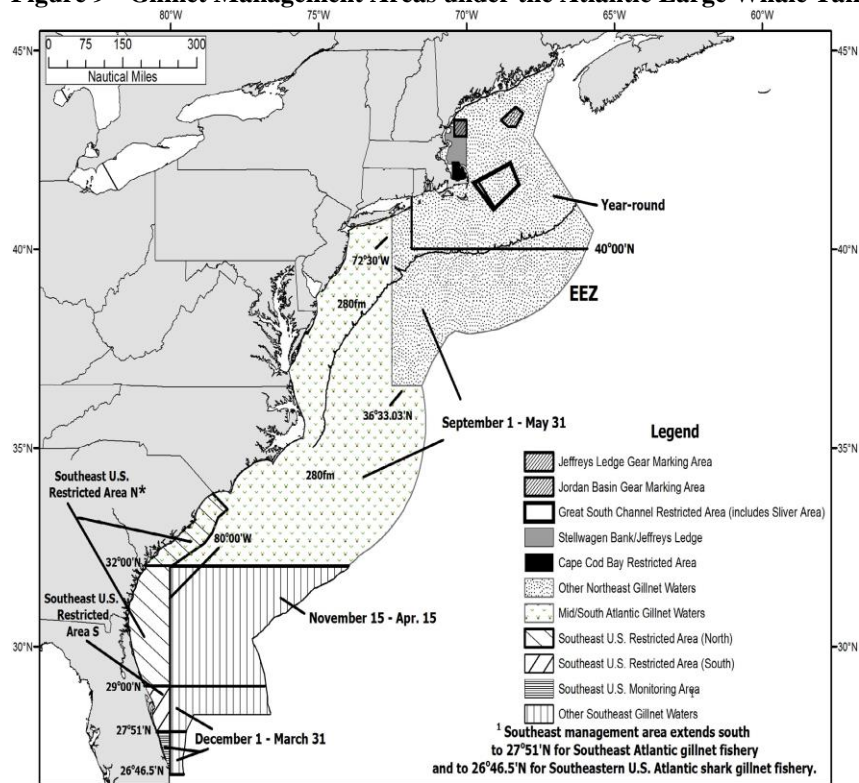 Figure 9 Gillnet Management Areas under the Atlantic Large Whale
80°00'W
75°00'W
70°00'W
65°00'W
60°00'W
45°N
45°N
0 75 150 300
Nautical Miles
Year-round
40°N
40°00'N
72°30'W
EEZ
280fm
36°33.03'N
September 1 - May 31
35°N
35°N
280fm
Southeast U.S.
Restricted Area N*
80°00'W
32°00'N
Southeast U.S.
Restricted
Area S
November 15 - Apr. 15
30°N
30°N
29°00'N
27°51'N
December 1 - March 31
26°46.5'N
Legend
Jeffreys Ledge Gear Marking Area
Jordan Basin Gear Marking Area
Great South Channel Restricted Area (includes Sliver Area)
Stellwagen Bank/Jeffreys Ledge
Cape Cod Bay Restricted Area
Other Northeast Gillnet Waters
Mid/South Atlantic Gillnet Waters
Southeast U.S. Restricted Area (North)
Southeast U.S. Restricted Area (South)
Southeast U.S. Monitoring Area
Other Southeast Gillnet Waters
1 Southeast management area extends south
to 27°51'N for Southeast Atlantic gillnet fishery
and to 26°46.5'N for Southeastern U.S. Atlantic shark gillnet fishery.